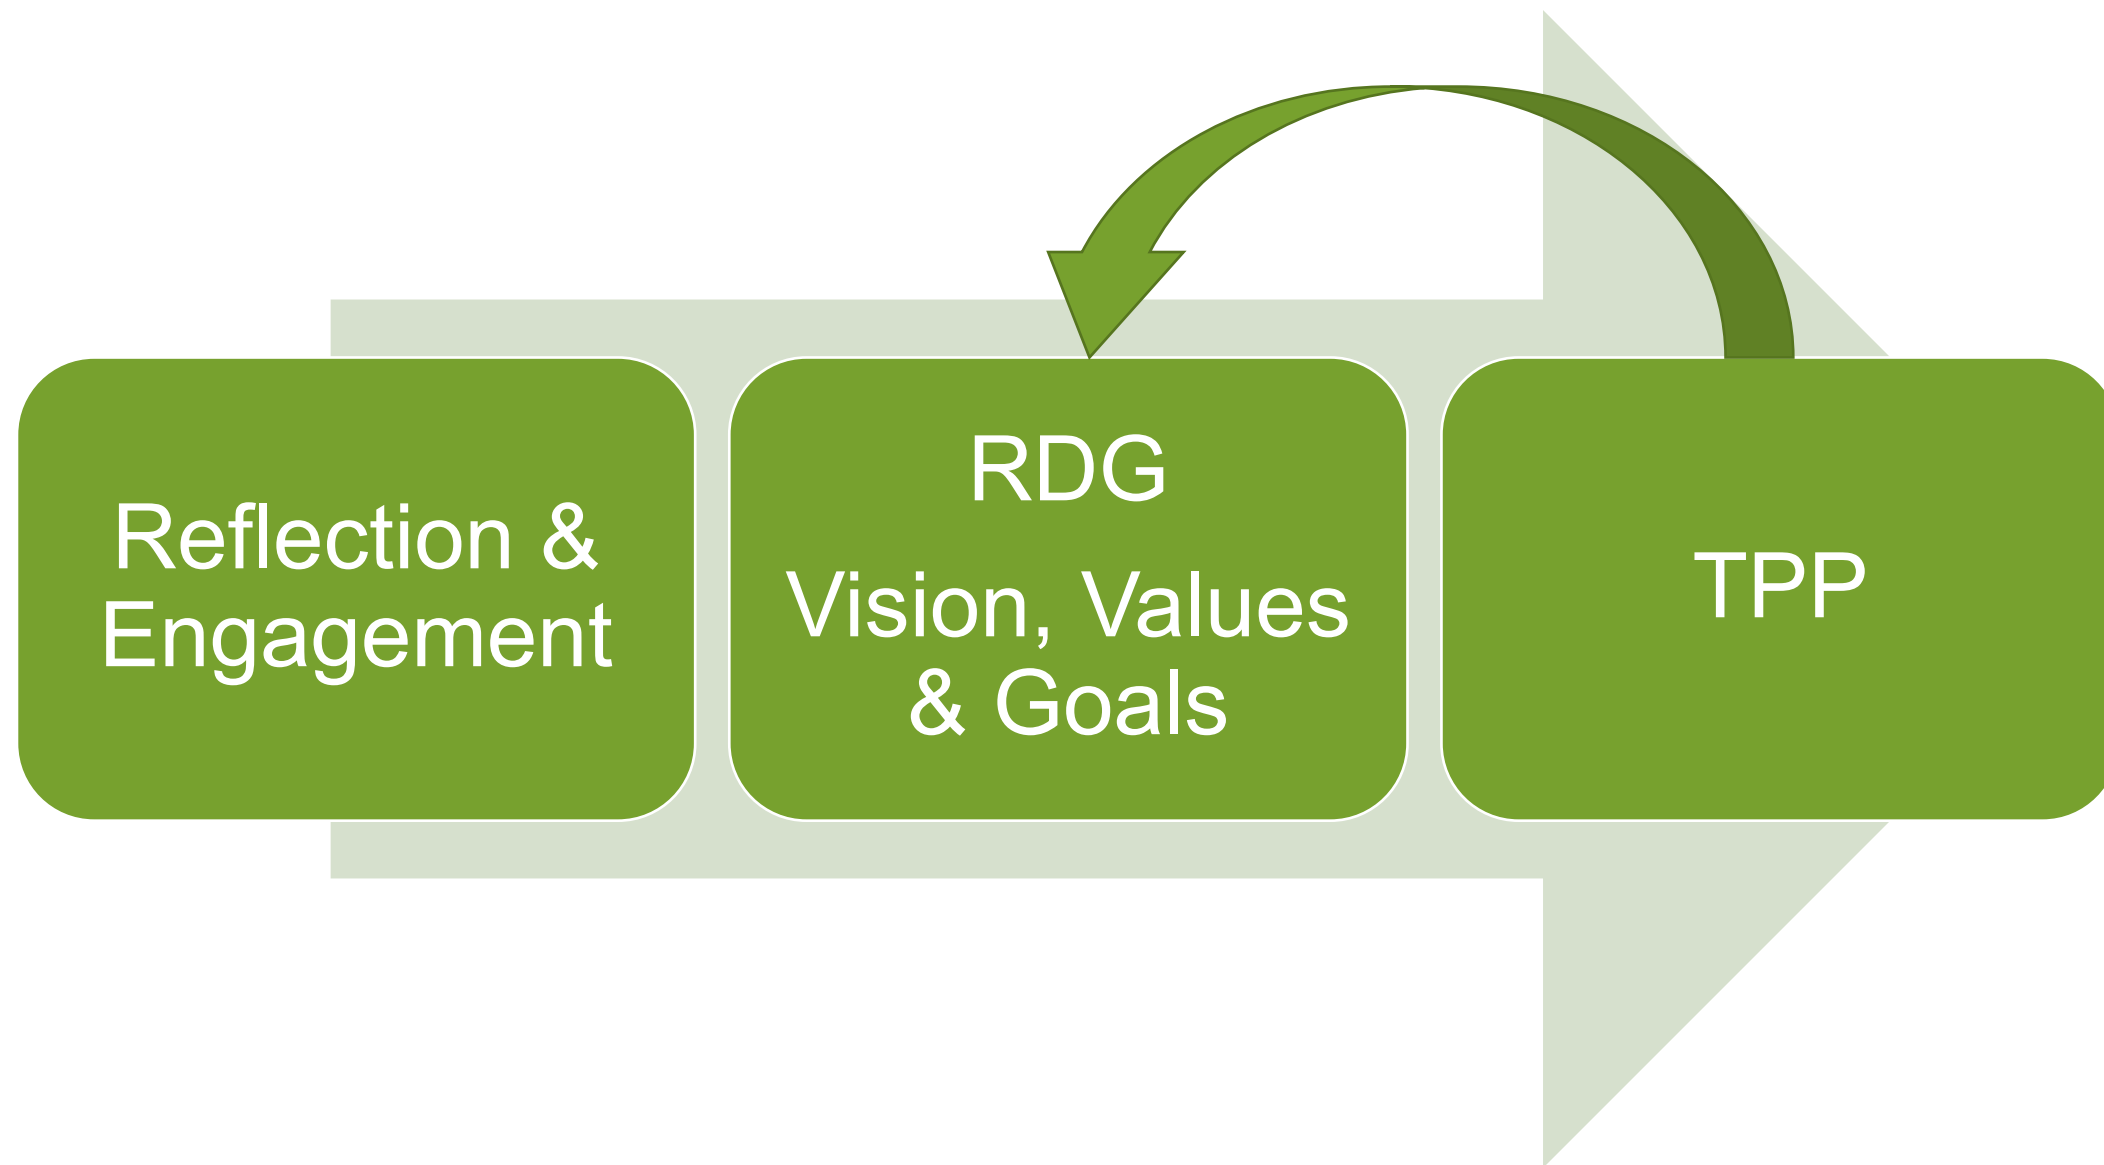 Reflection &
Engagement
RDG
Vision, Values
& Goals
TPP